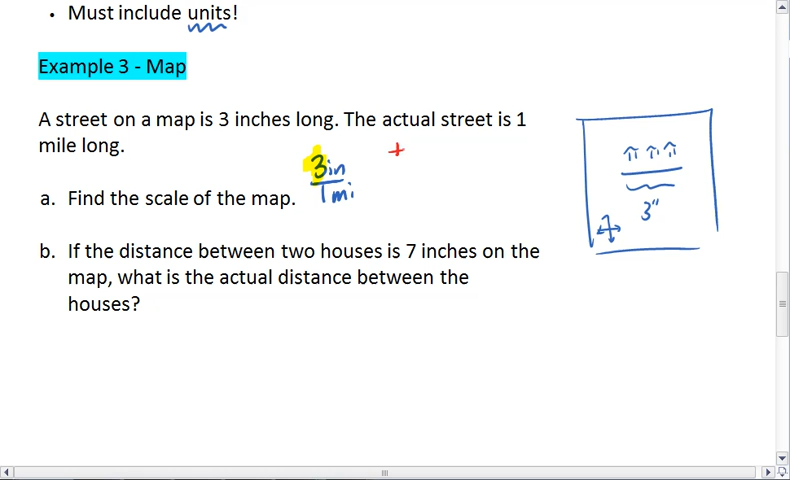 • Must include units!
Example 3 - Map
A street on a map is 3 inches long. The actual street is 1
mile long.
3in
1mi
a. Find the scale of the map.
b. If the distance between two houses is 7 inches on the
map, what is the actual distance between the
houses?
3"